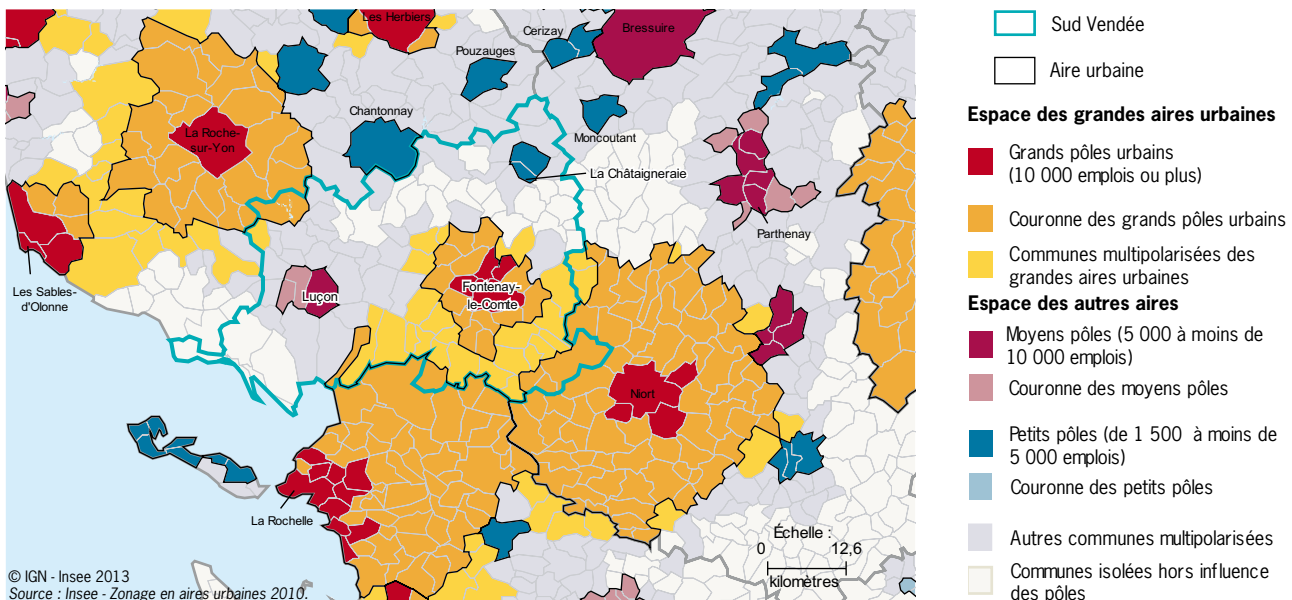 Les Herbiers
Cerizay
Bressuire
Pouzauges
Chantonnay
La Roche-
sur-Yon
Moncoutant
La Châtaigneraie
Parthenay
Les Sables-
d'Olonne
Luçon
Fontenay-
le-Comte
Niort
La Rochelle
Échelle :
0 12,6
kilomètres
© IGN - Insee 2013
Source : Insee - Zonage en aires urbaines 2010.
Sud Vendée
Aire urbaine
Espace des grandes aires urbaines
Grands pôles urbains
(10 000 emplois ou plus)
Couronne des grands pôles urbains
Communes multipolarisées des
grandes aires urbaines
Espace des autres aires
Moyens pôles (5 000 à moins de
10 000 emplois)
Couronne des moyens pôles
Petits pôles (de 1 500 à moins de
5 000 emplois)
Couronne des petits pôles
Autres communes multipolarisées
Communes isolées hors influence
des pôles